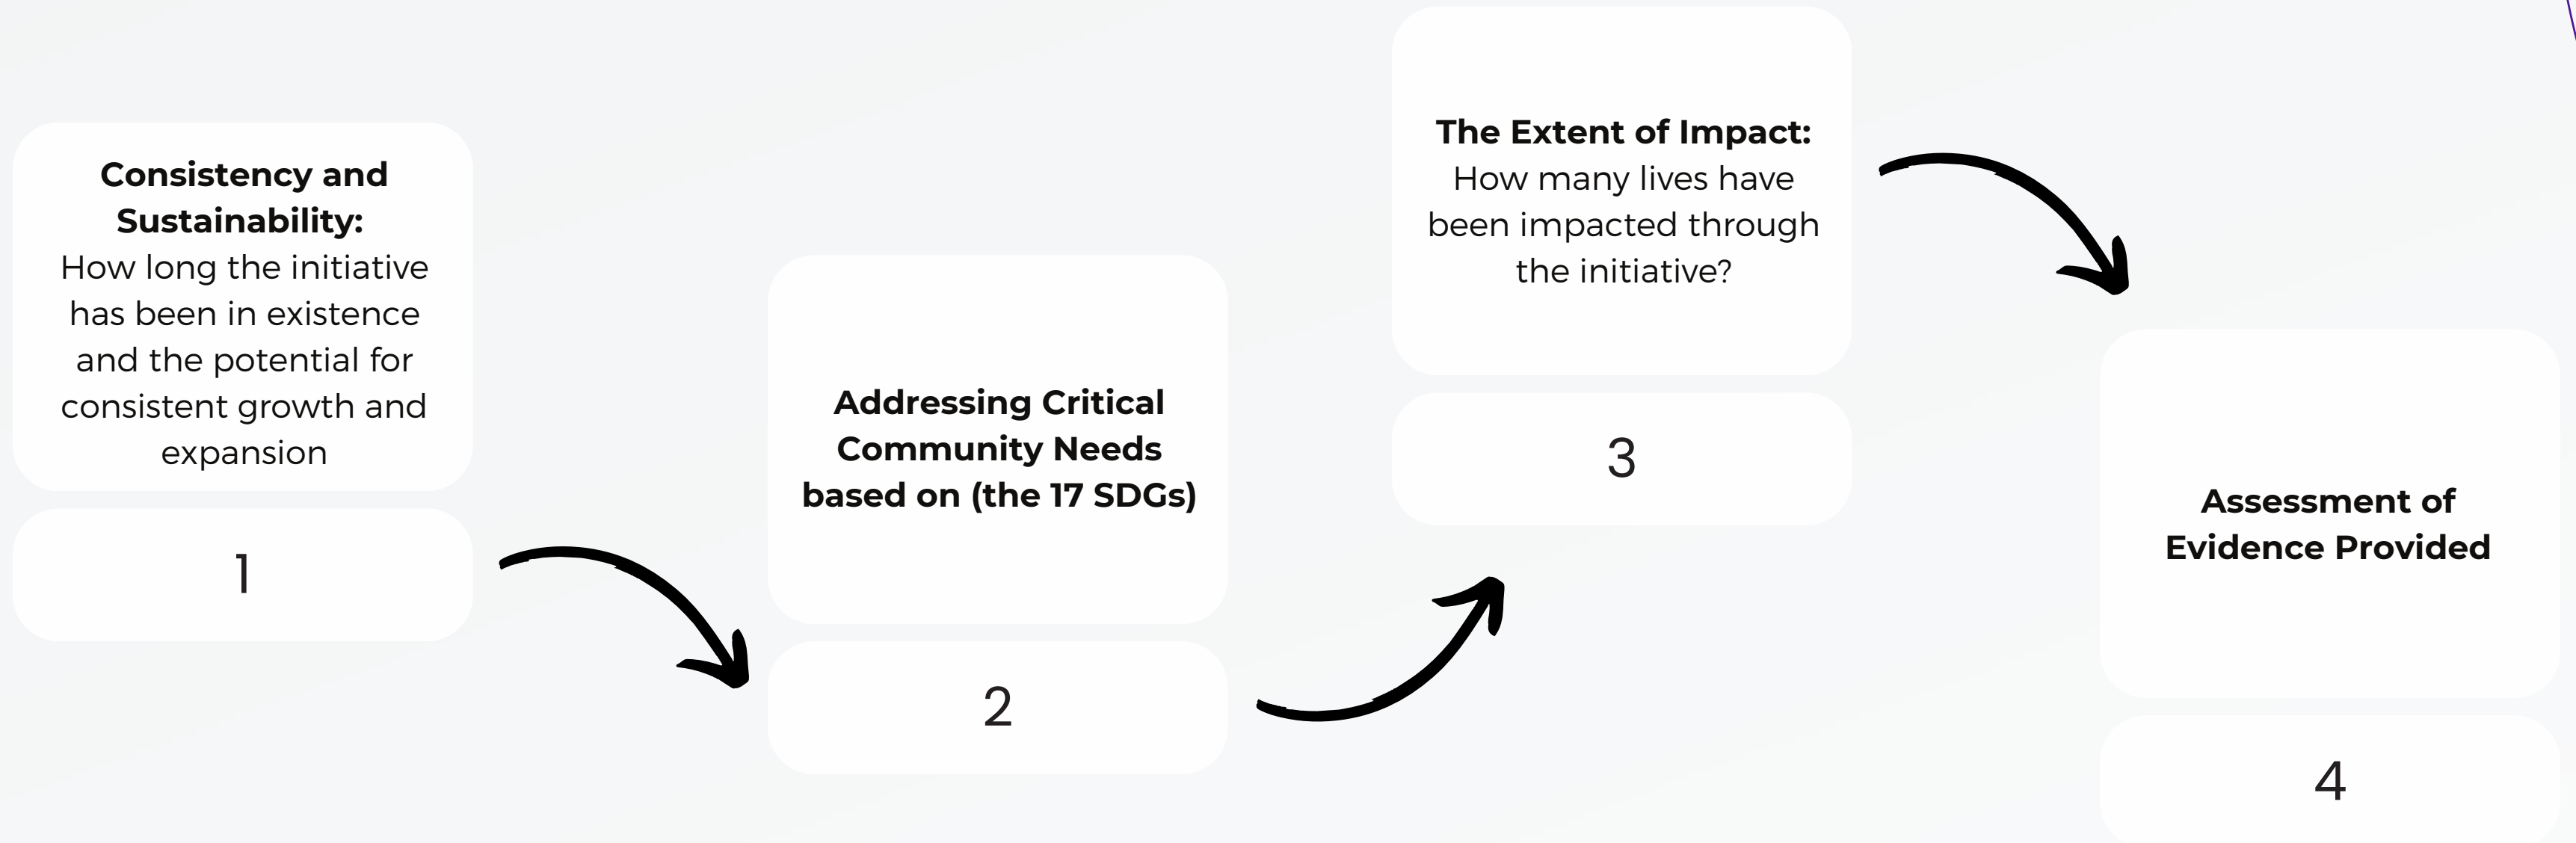 Consistency and
Sustainability:
How long the initiative
has been in existence
and the potential for
consistent growth and
expansion
1
Addressing Critical
Community Needs
based on (the 17 SDGs)
2
The Extent of Impact:
How many lives have
been impacted through
the initiative?
3
Assessment of
Evidence Provided
4